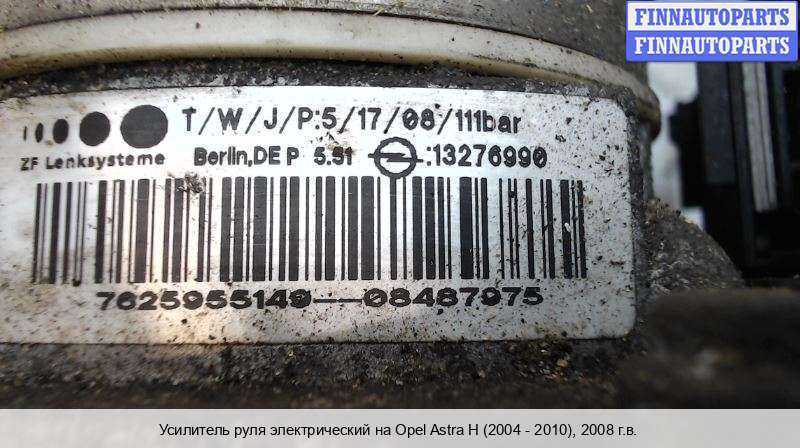 FINNAUTOPARTS
FINNAUTOPARTS
T/W/J/P:5/17/08/111bar
ZF Lenksysteme
Berlin,DE P 5.51 :13276990
7625955149--08487975
Усилитель руля электрический на Opel Astra H (2004 - 2010), 2008 г.в.